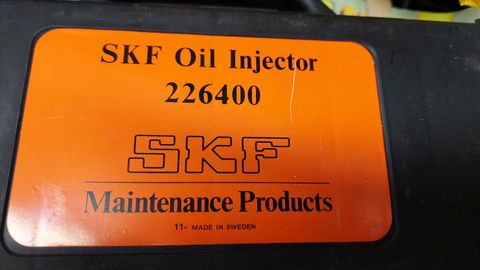 SKF Oil Injector
226400
SKF
Maintenance Products
11- MADE IN SWEDEN